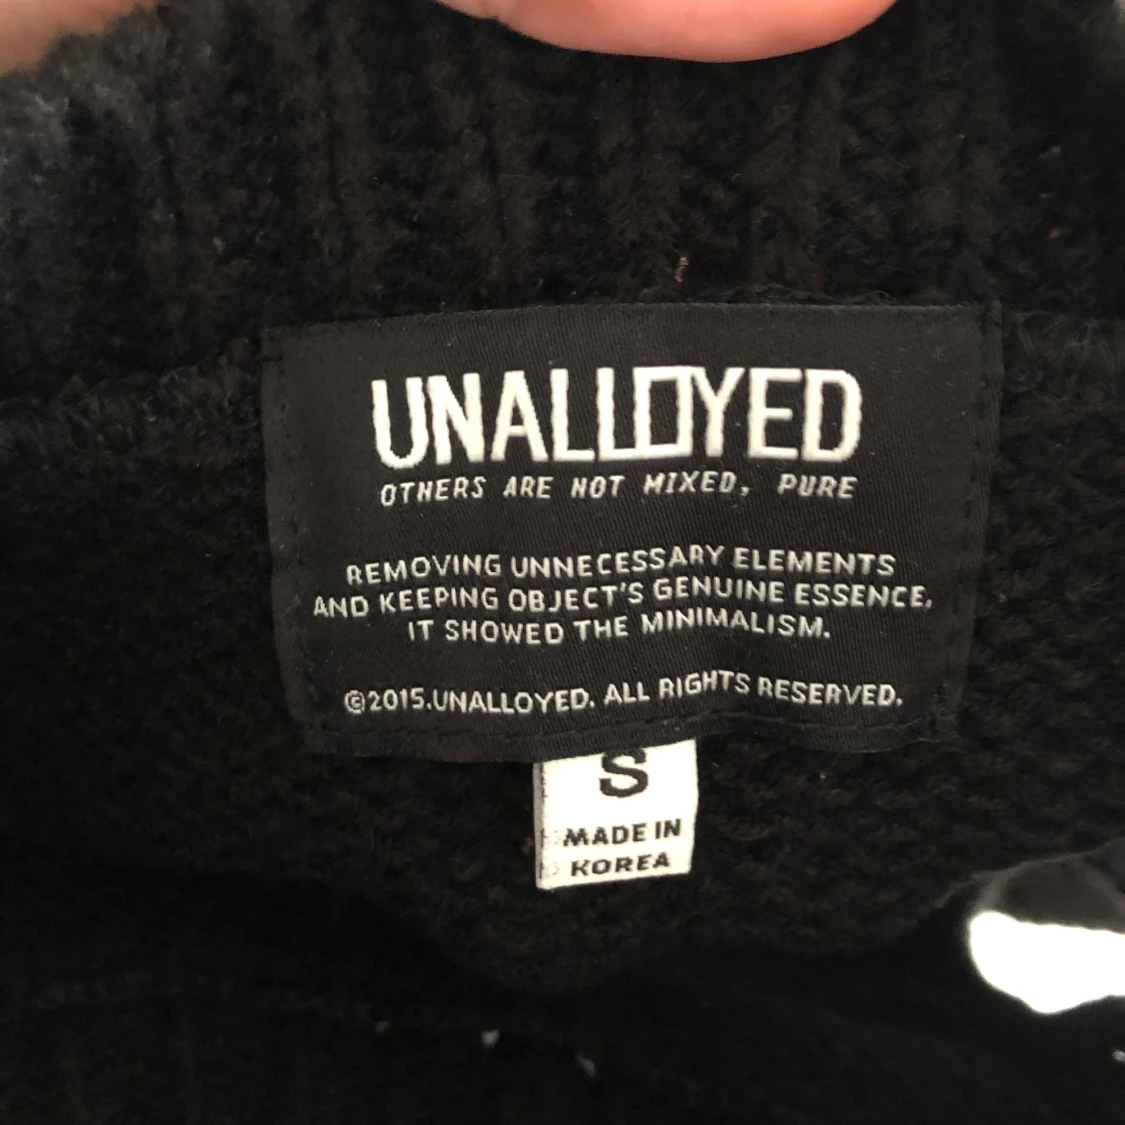 UNALLOYED
OTHERS ARE NOT MIXED, PURE
REMOVING UNNECESSARY ELEMENTS
AND KEEPING OBJECT'S GENUINE ESSENCE.
IT SHOWED THE MINIMALISM.
©2015.UNALLOYED. ALL RIGHTS RESERVED.
S
MADE IN
KOREA